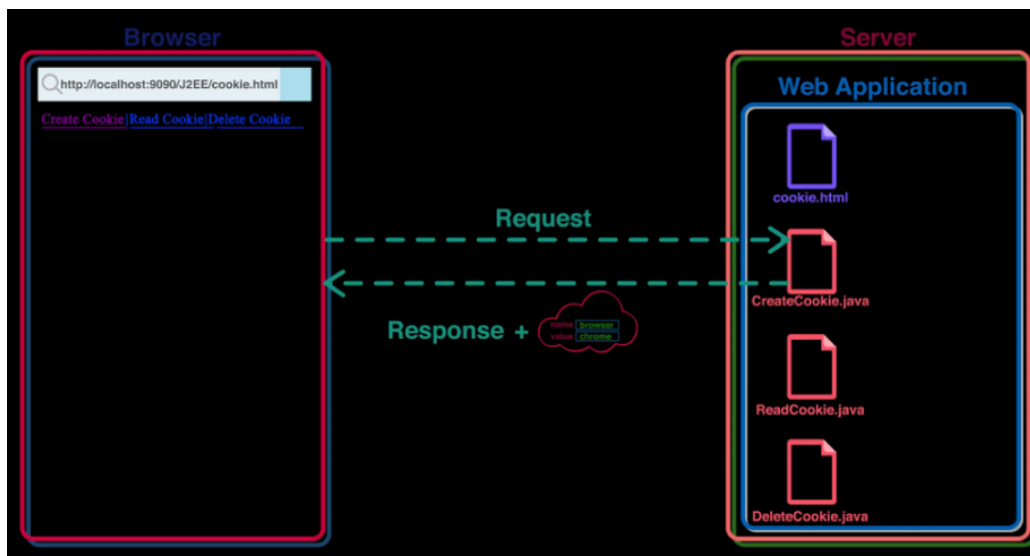 Browser
http://localhost:9090/J2EE/cookie.html
Create Cookie|Read Cookie|Delete Cookie
Request
Response +
name browser
value chrome
Server
Web Application
cookie.html
CreateCookie.java
ReadCookie.java
DeleteCookie.java